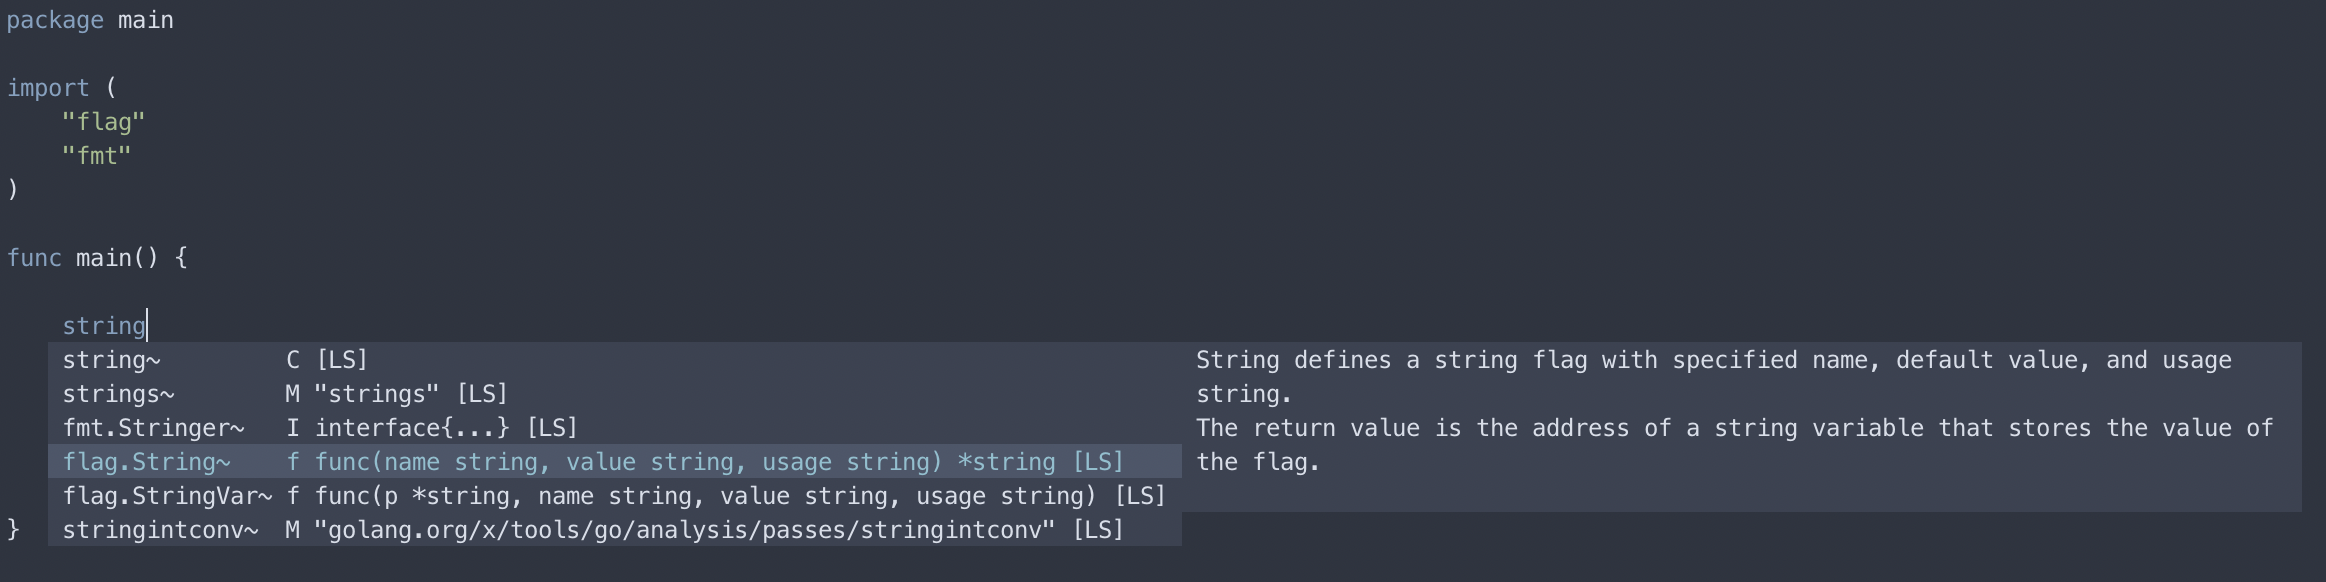 package main
import (
    "flag"
    "fmt"
)
func main() {
    string
    string~         C [LS]
    strings~        M "strings" [LS]
    fmt.Stringer~   I interface{...} [LS]
    flag.String~    f func(name string, value string, usage string) *string [LS]
    flag.StringVar~ f func(p *string, name string, value string, usage string) [LS]
}   stringintconv~  M "golang.org/x/tools/go/analysis/passes/stringintconv" [LS]
String defines a string flag with specified name, default value, and usage
string.
The return value is the address of a string variable that stores the value of
the flag.